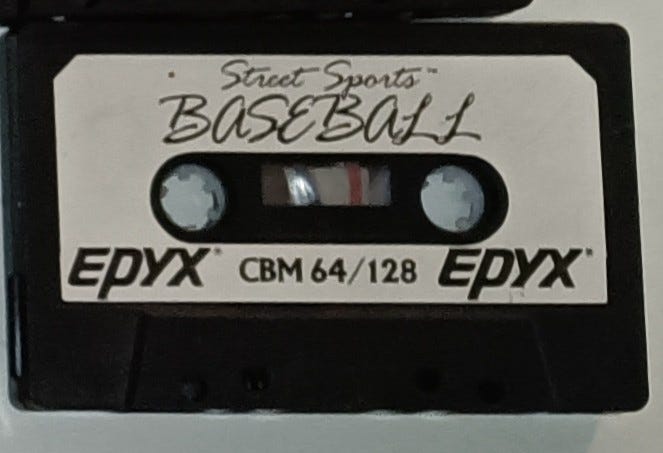 Street Sports™
BASEBALL
EPYX® CBM 64/128 EPYX®